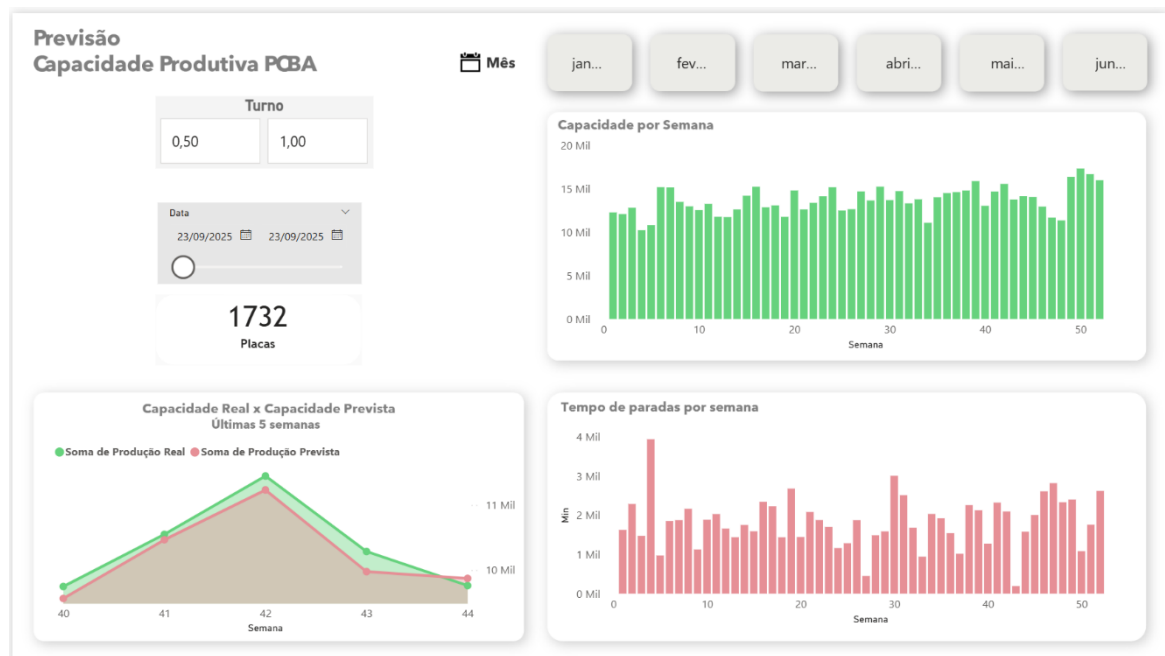 Previsão
Capacidade Produtiva PCBA
Mês
jan...
fev...
mar...
abri...
mai...
jun...
Turno
0,50
1,00
Data
23/09/2025
23/09/2025
1732
Placas
Capacidade por Semana
20 Mil
15 Mil
10 Mil
5 Mil
0 Mil
0 10 20 30 40 50
Semana
Capacidade Real x Capacidade Prevista
Últimas 5 semanas
Soma de Produção Real Soma de Produção Prevista
11 Mil
10 Mil
40 41 42 43 44
Semana
Tempo de paradas por semana
4 Mil
3 Mil
2 Mil
1 Mil
0 Mil
Min
0 10 20 30 40 50
Semana